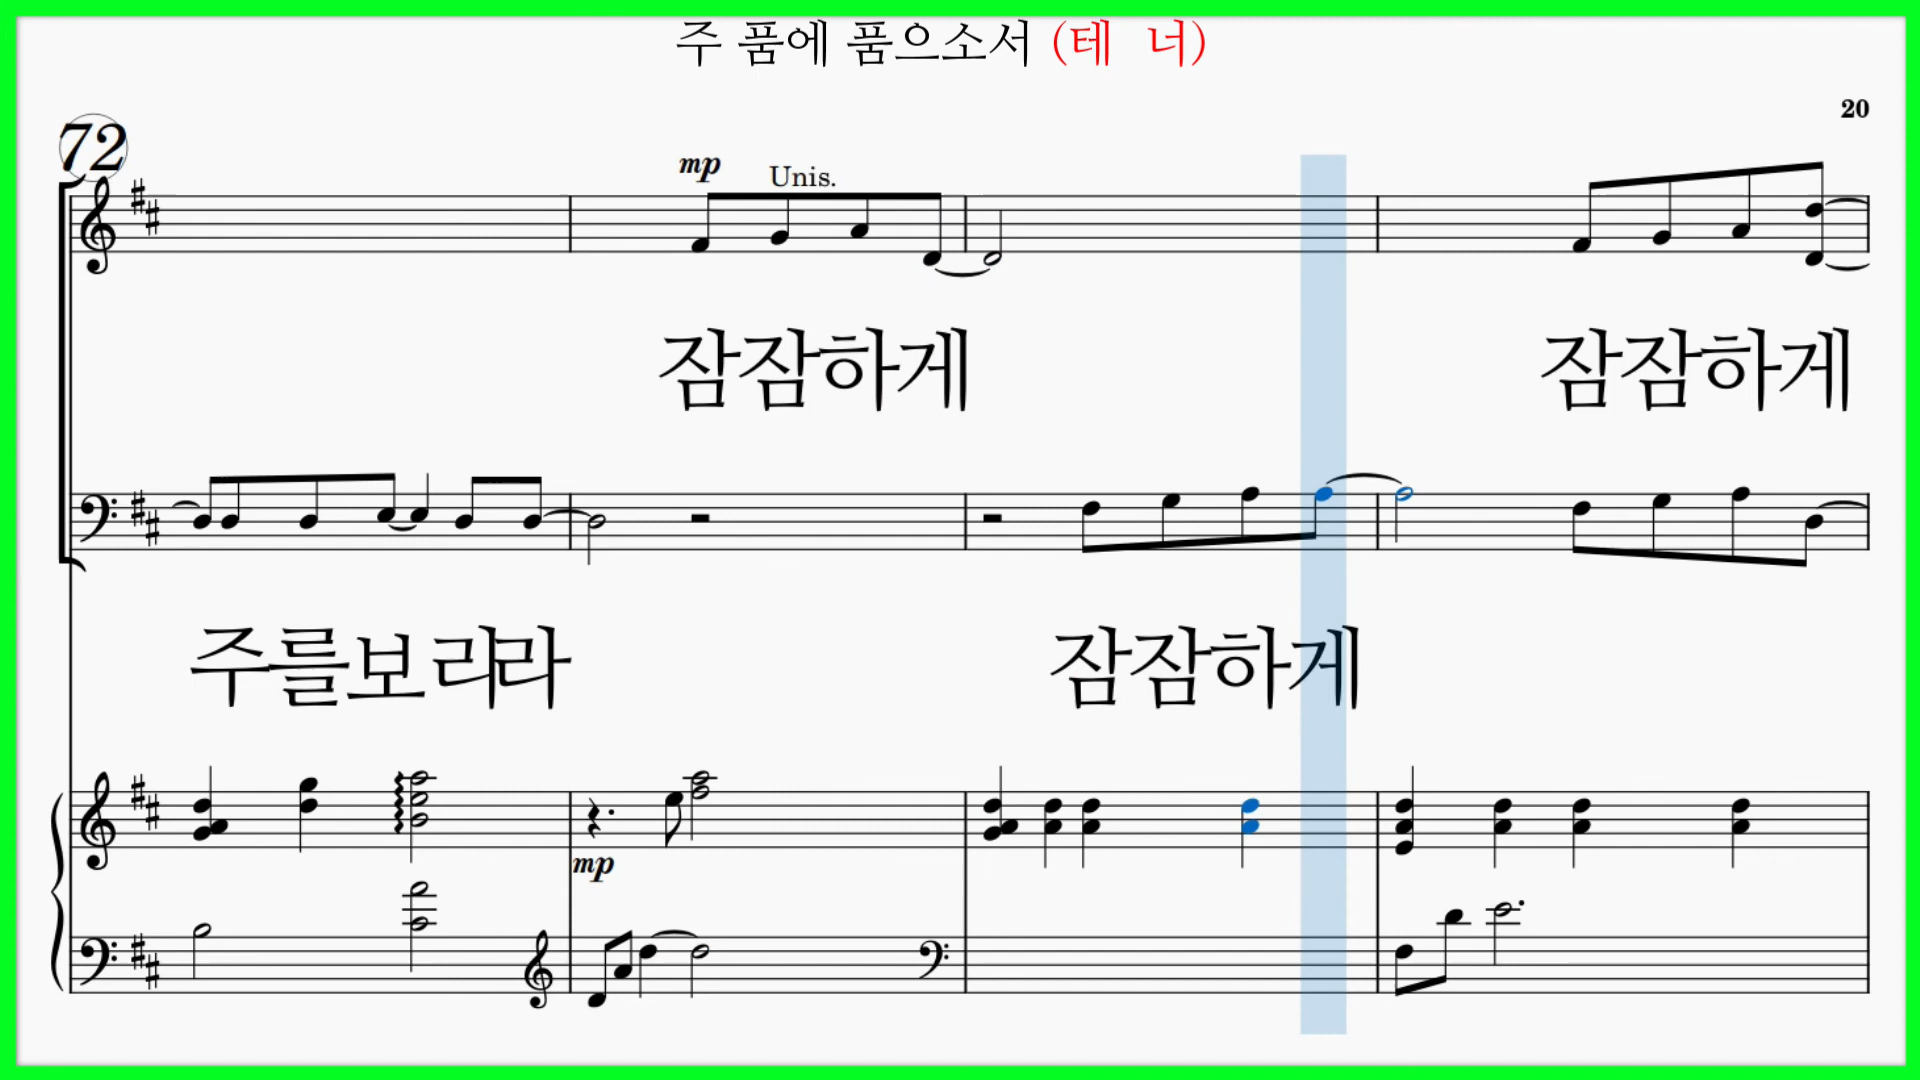 주 품에 품으소서 (테 너)
20
72
mp Unis.
잠잠하게 잠잠하게
주를보리라 잠잠하게
mp